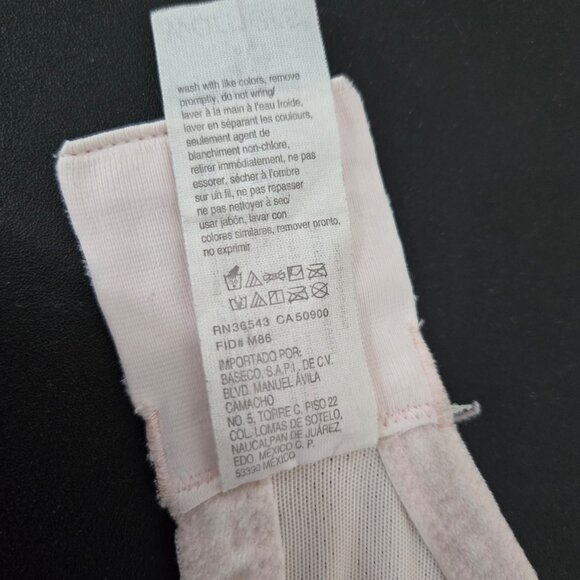 wash with like colors, remove
promptly, do not wring/
laver à la main à l'eau froide,
laver en séparant les couleurs,
seulement agent de
blanchiment non-chlore,
retirer immédiatement, ne pas
essorer, sécher à l'ombre
sur un fil, ne pas repasser
ne pas nettoyer à sec/
usar jabón, lavar con
colores similares, remover pronto,
no exprimir
RN36543 CA50900
FID# M86
IMPORTADO POR:
BASECO, S.A.P.I., DE C.V.
BLVD. MANUEL ÁVILA
CAMACHO
NO. 5, TORRE C, PISO 22
COL. LOMAS DE SOTELO,
NAUCALPAN DE JUÁREZ,
EDO. MÉXICO C. P.
53390 MÉXICO